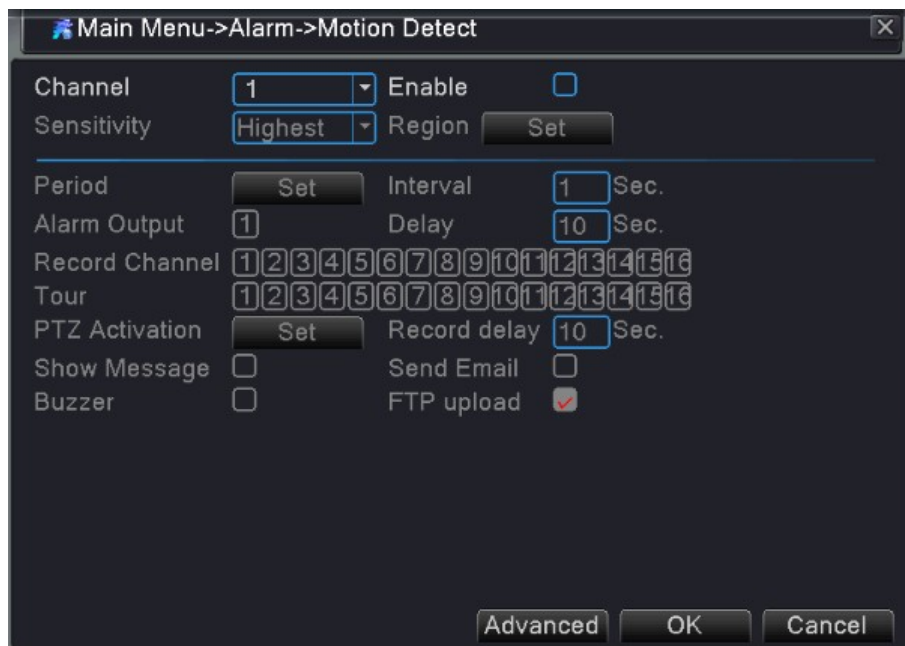 Main Menu->Alarm->Motion Detect
Channel 1 Enable
Sensitivity Highest Region Set
Period Set Interval 1 Sec.
Alarm Output 1 Delay 10 Sec.
Record Channel 1 2 3 4 5 6 7 8 9 10 11 12 13 14 15 16
Tour 1 2 3 4 5 6 7 8 9 10 11 12 13 14 15 16
PTZ Activation Set Record delay 10 Sec.
Show Message Send Email
Buzzer FTP upload
Advanced OK Cancel